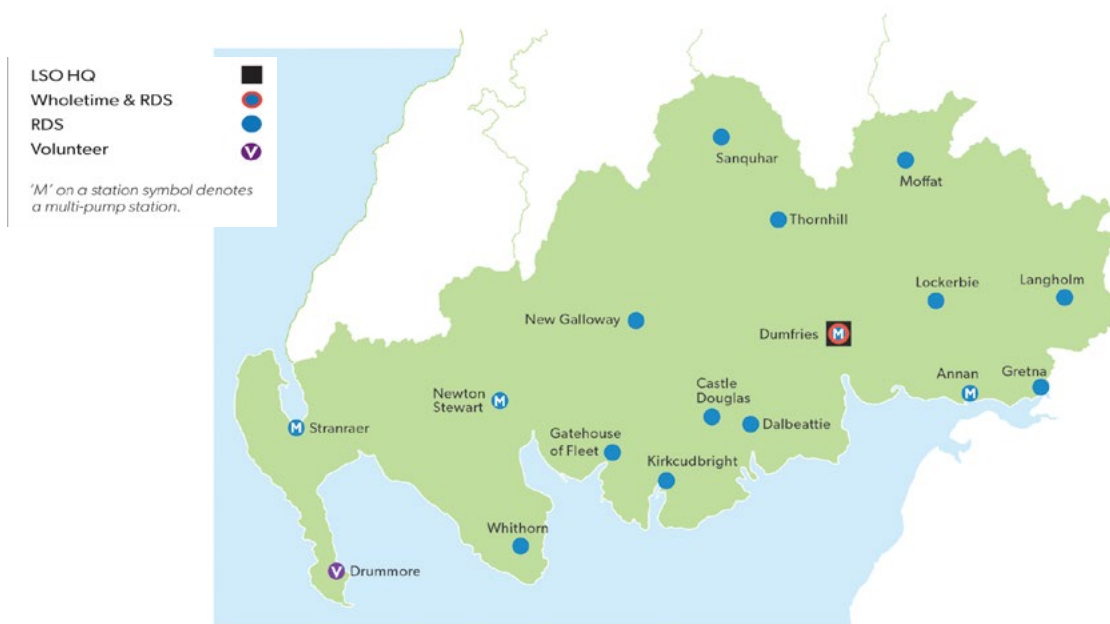 LSO HQ
Wholetime & RDS
RDS
Volunteer
V
'M' on a station symbol denotes
a multi-pump station.
Sanquhar
Moffat
Thornhill
Lockerbie
Langholm
New Galloway
Dumfries
M
Annan
M
Gretna
Newton
Stewart
M
Castle
Douglas
Dalbeattie
M
Stranraer
Gatehouse
of Fleet
Kirkcudbright
Whithorn
V
Drummore